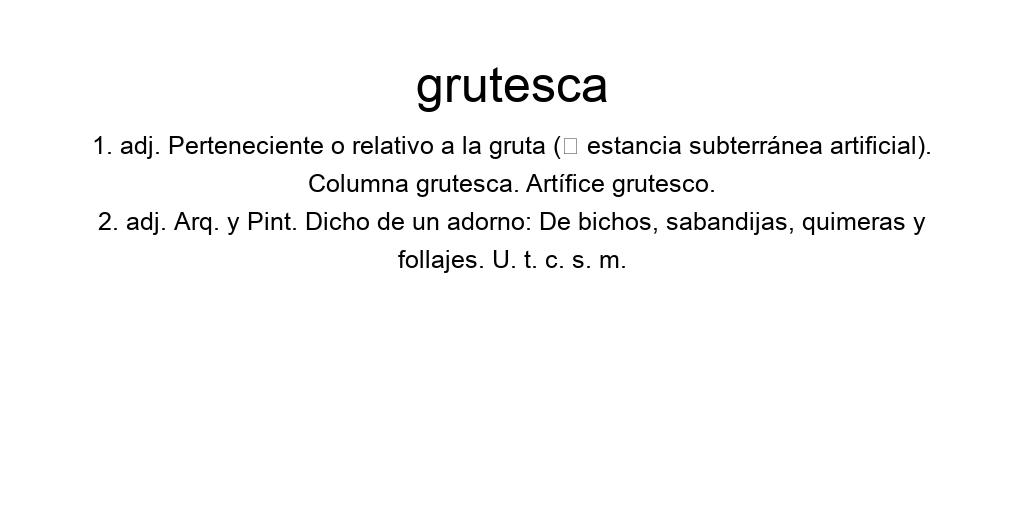 grutesca
1. adj. Perteneciente o relativo a la gruta (□ estancia subterránea artificial).
Columna grutesca. Artífice grutesco.
2. adj. Arq. y Pint. Dicho de un adorno: De bichos, sabandijas, quimeras y
follajes. U. t. c. s. m.